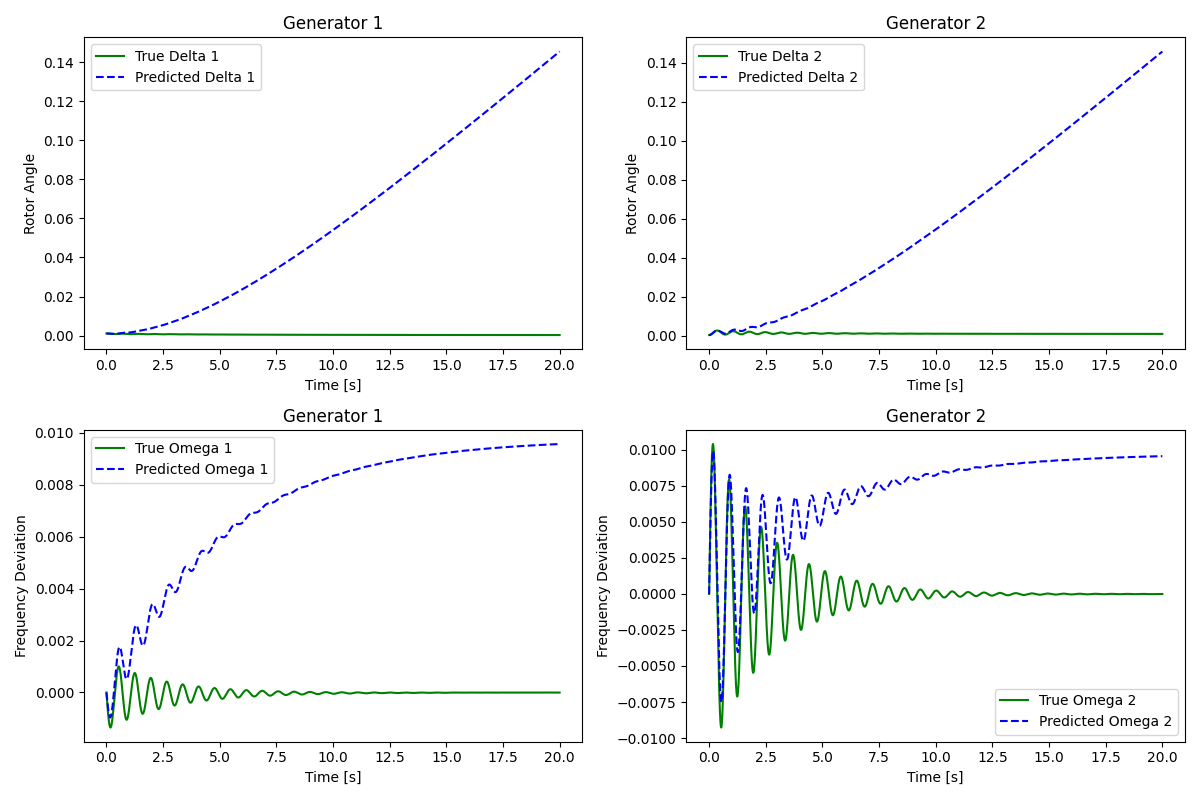 Generator 1
True Delta 1
Predicted Delta 1
Rotor Angle
0.14
0.12
0.10
0.08
0.06
0.04
0.02
0.00
0.0 2.5 5.0 7.5 10.0 12.5 15.0 17.5 20.0
Time [s]
Generator 2
True Delta 2
Predicted Delta 2
Rotor Angle
0.14
0.12
0.10
0.08
0.06
0.04
0.02
0.00
0.0 2.5 5.0 7.5 10.0 12.5 15.0 17.5 20.0
Time [s]
Generator 1
True Omega 1
Predicted Omega 1
Frequency Deviation
0.010
0.008
0.006
0.004
0.002
0.000
0.0 2.5 5.0 7.5 10.0 12.5 15.0 17.5 20.0
Time [s]
Generator 2
Frequency Deviation
0.0100
0.0075
0.0050
0.0025
0.0000
−0.0025
−0.0050
−0.0075
−0.0100
True Omega 2
Predicted Omega 2
0.0 2.5 5.0 7.5 10.0 12.5 15.0 17.5 20.0
Time [s]